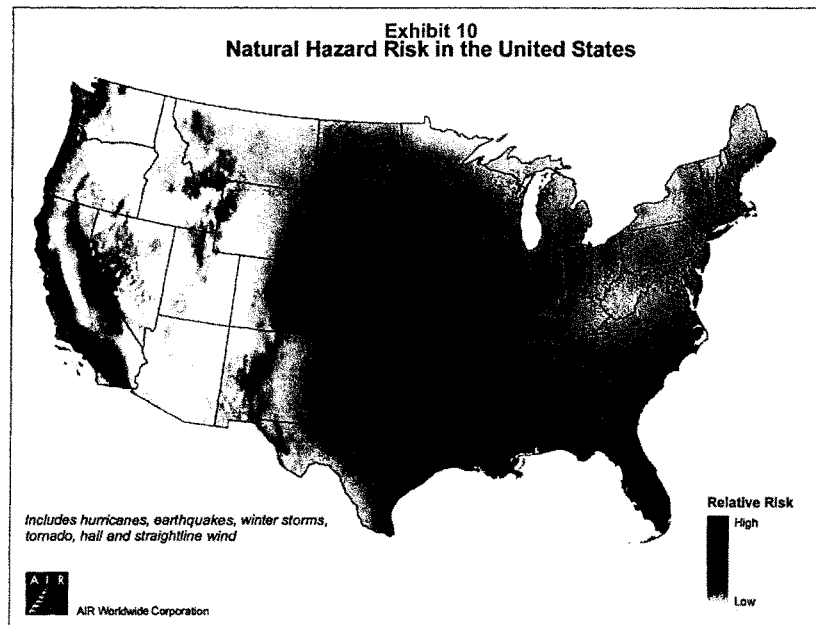 Exhibit 10
Natural Hazard Risk in the United States
Includes hurricanes, earthquakes, winter storms,
tornado, hail and straightline wind
Relative Risk
High
Low
A I R
AIR Worldwide Corporation